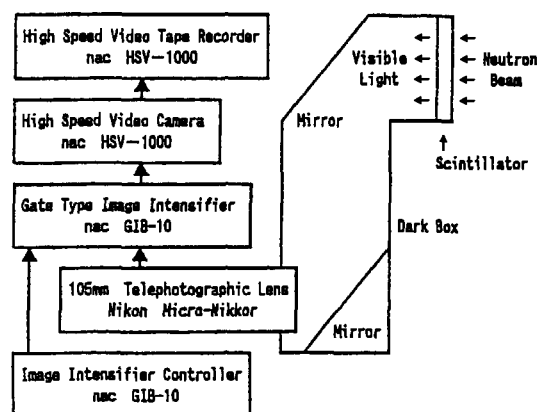 High Speed Video Tape Recorder
nac HSV-1000
High Speed Video Camera
nac HSV-1000
Gate Type Image Intensifier
nac GIB-10
105mm Telephotographic Lens
Nikon Micro-Nikkor
Image Intensifier Controller
nac GIB-10
Visible
Light
Neutron
Beam
Mirror
Scintillator
Dark Box
Mirror